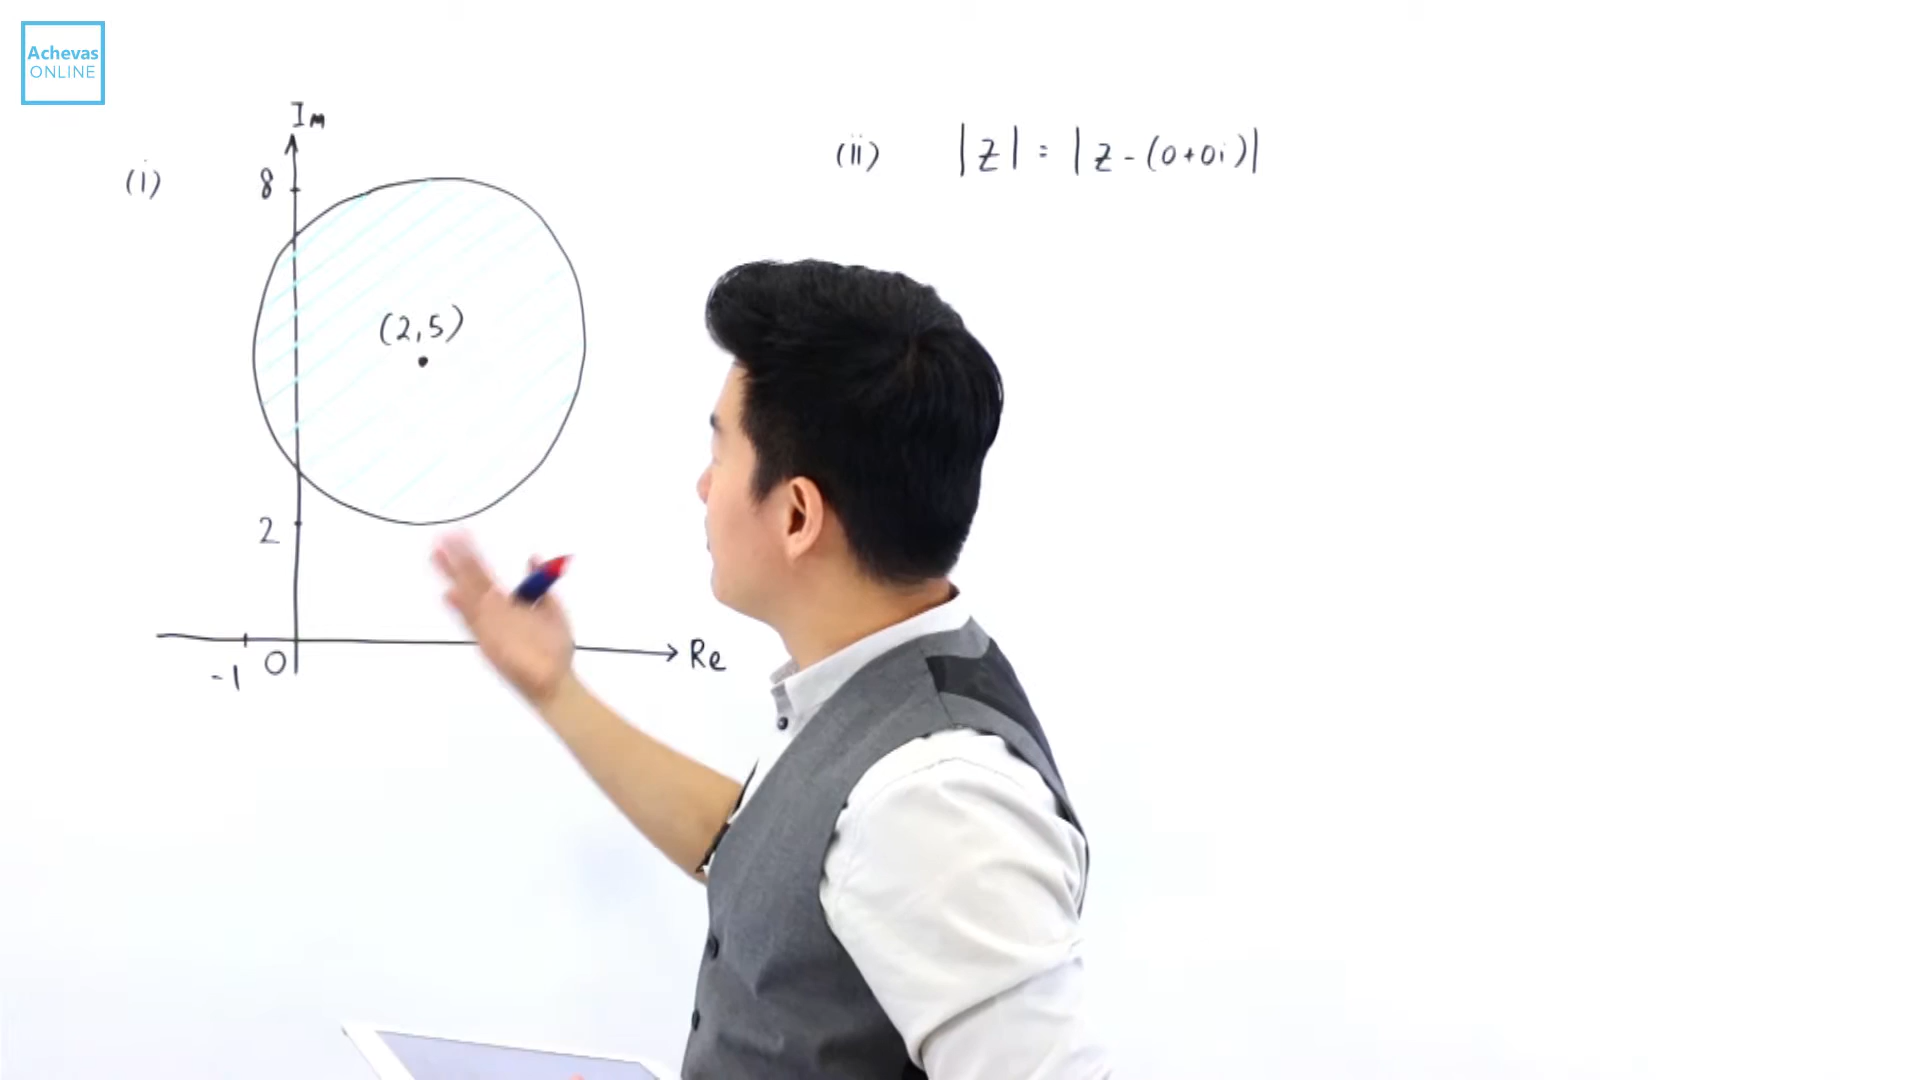 Achevas
ONLINE
(i)
Im
8
(2,5)
2
-1
0
Re
(ii) |z| = |z-(0+0i)|